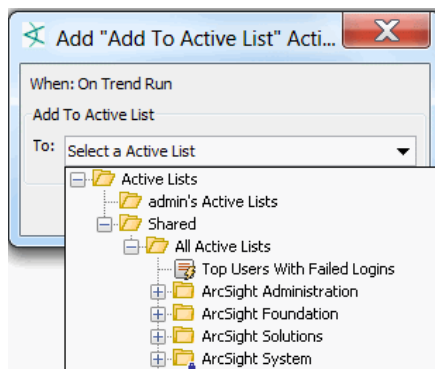 Add "Add To Active List" Acti...
When: On Trend Run
Add To Active List
To: Select a Active List
Active Lists
admin's Active Lists
Shared
All Active Lists
Top Users With Failed Logins
ArcSight Administration
ArcSight Foundation
ArcSight Solutions
ArcSight System